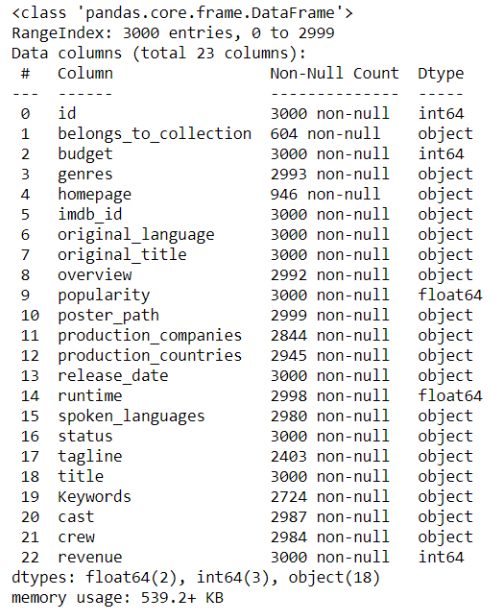 <class 'pandas.core.frame.DataFrame'>
RangeIndex: 3000 entries, 0 to 2999
Data columns (total 23 columns):
 #   Column                 Non-Null Count  Dtype
---  ------                 --------------  -----
 0   id                     3000 non-null   int64
 1   belongs_to_collection  604 non-null    object
 2   budget                 3000 non-null   int64
 3   genres                 2993 non-null   object
 4   homepage               946 non-null    object
 5   imdb_id                3000 non-null   object
 6   original_language      3000 non-null   object
 7   original_title         3000 non-null   object
 8   overview               2992 non-null   object
 9   popularity             3000 non-null   float64
 10  poster_path            2999 non-null   object
 11  production_companies   2844 non-null   object
 12  production_countries   2945 non-null   object
 13  release_date           3000 non-null   object
 14  runtime                2998 non-null   float64
 15  spoken_languages       2980 non-null   object
 16  status                 3000 non-null   object
 17  tagline                2403 non-null   object
 18  title                  3000 non-null   object
 19  Keywords               2724 non-null   object
 20  cast                   2987 non-null   object
 21  crew                   2984 non-null   object
 22  revenue                3000 non-null   int64
dtypes: float64(2), int64(3), object(18)
memory usage: 539.2+ KB